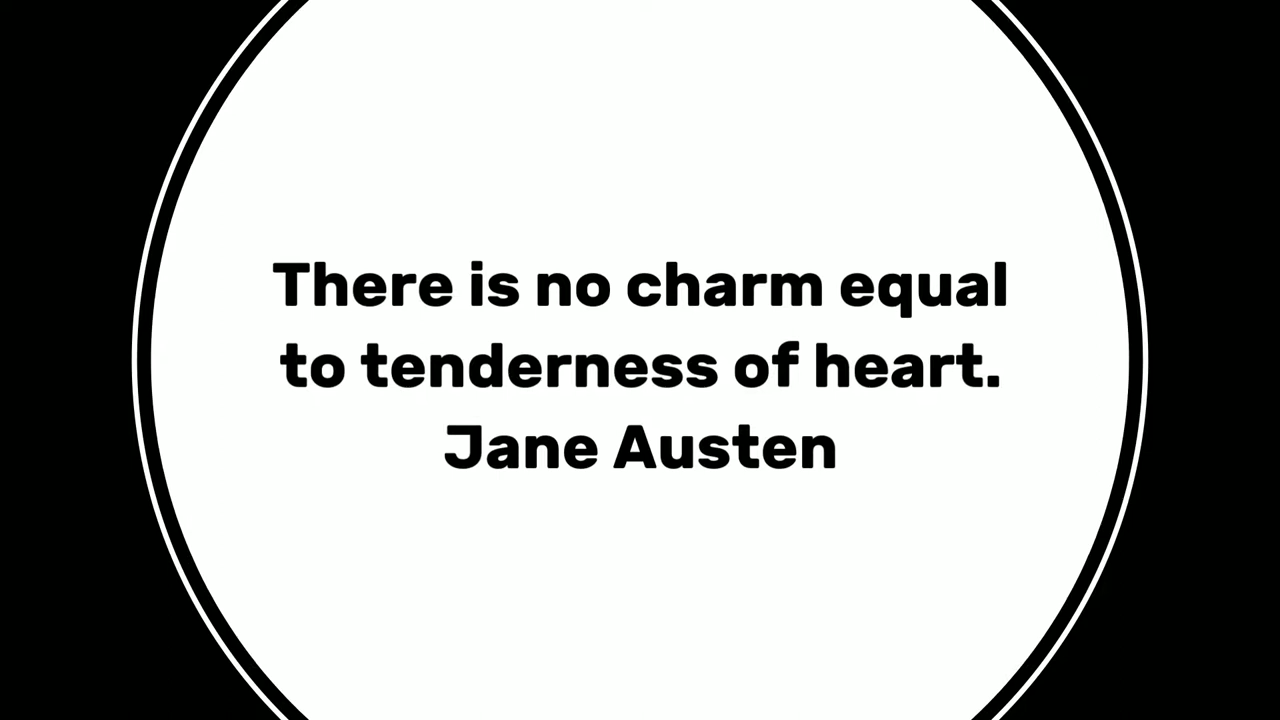 There is no charm equal
to tenderness of heart.
Jane Austen